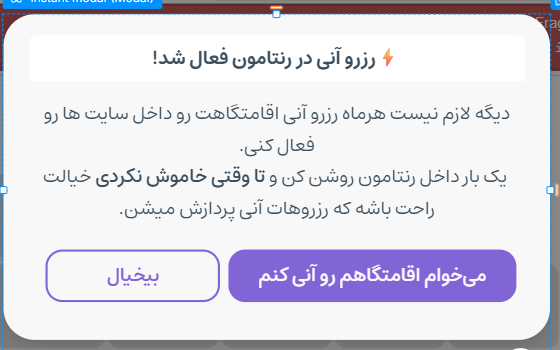 Instant modal (Modal)
⚡ رزرو آنی در رنتامون فعال شد!
دیگه لازم نیست هرماه رزرو آنی اقامتگاهت رو داخل سایت ها رو
فعال کنی.
یک بار داخل رنتامون روشن کن و تا وقتی خاموش نکردی خیالت
راحت باشه که رزروهات آنی پردازش میشن.
می‌خوام اقامتگاهم رو آنی کنم
بیخیال